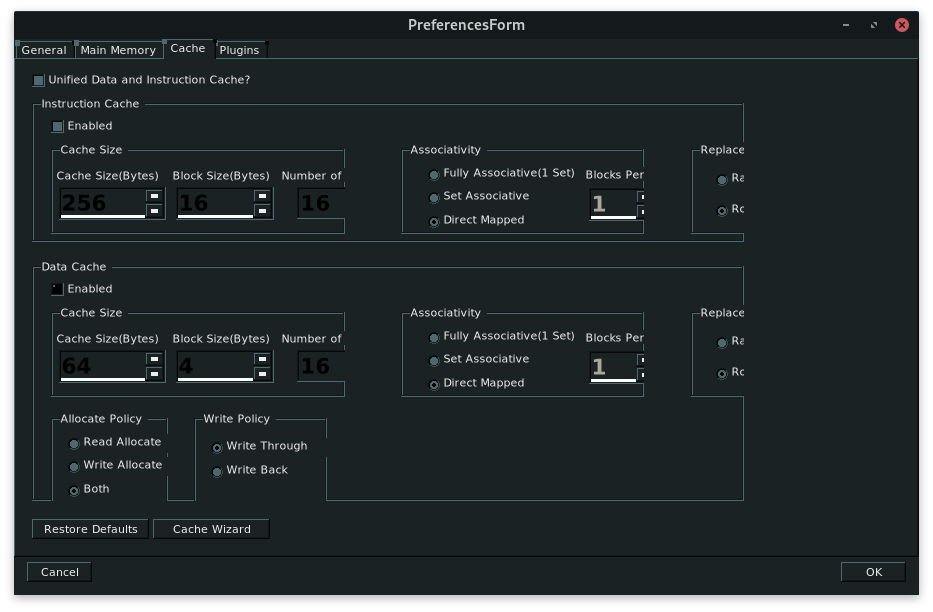 PreferencesForm
General Main Memory Cache Plugins
Unified Data and Instruction Cache?
Instruction Cache
Enabled
Cache Size Associativity Replace
Cache Size(Bytes) Block Size(Bytes) Number of Fully Associative(1 Set) Blocks Per Ra
256 16 16 Set Associative 1 Ro
Direct Mapped
Data Cache
Enabled
Cache Size Associativity Replace
Cache Size(Bytes) Block Size(Bytes) Number of Fully Associative(1 Set) Blocks Per Ra
64 4 16 Set Associative 1 Ro
Direct Mapped
Allocate Policy Write Policy
Read Allocate Write Through
Write Allocate Write Back
Both
Restore Defaults Cache Wizard
Cancel OK